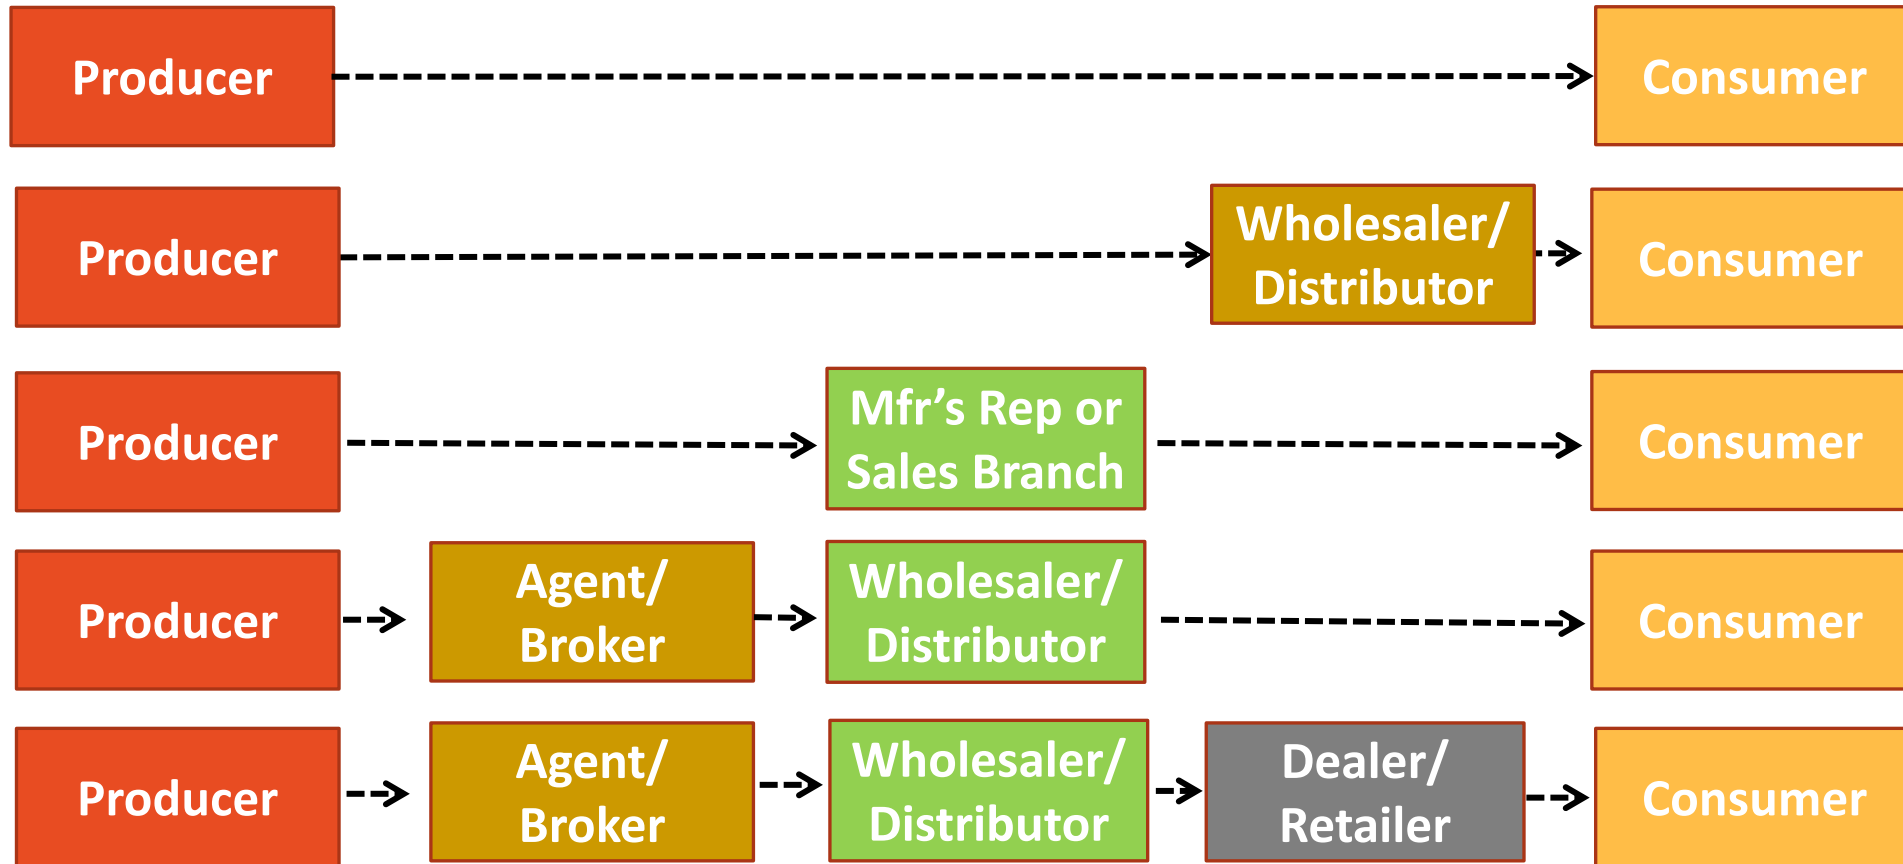 Producer
Consumer
Producer
Wholesaler/
Distributor
Consumer
Producer
Mfr’s Rep or
Sales Branch
Consumer
Producer
Agent/
Broker
Wholesaler/
Distributor
Consumer
Producer
Agent/
Broker
Wholesaler/
Distributor
Dealer/
Retailer
Consumer